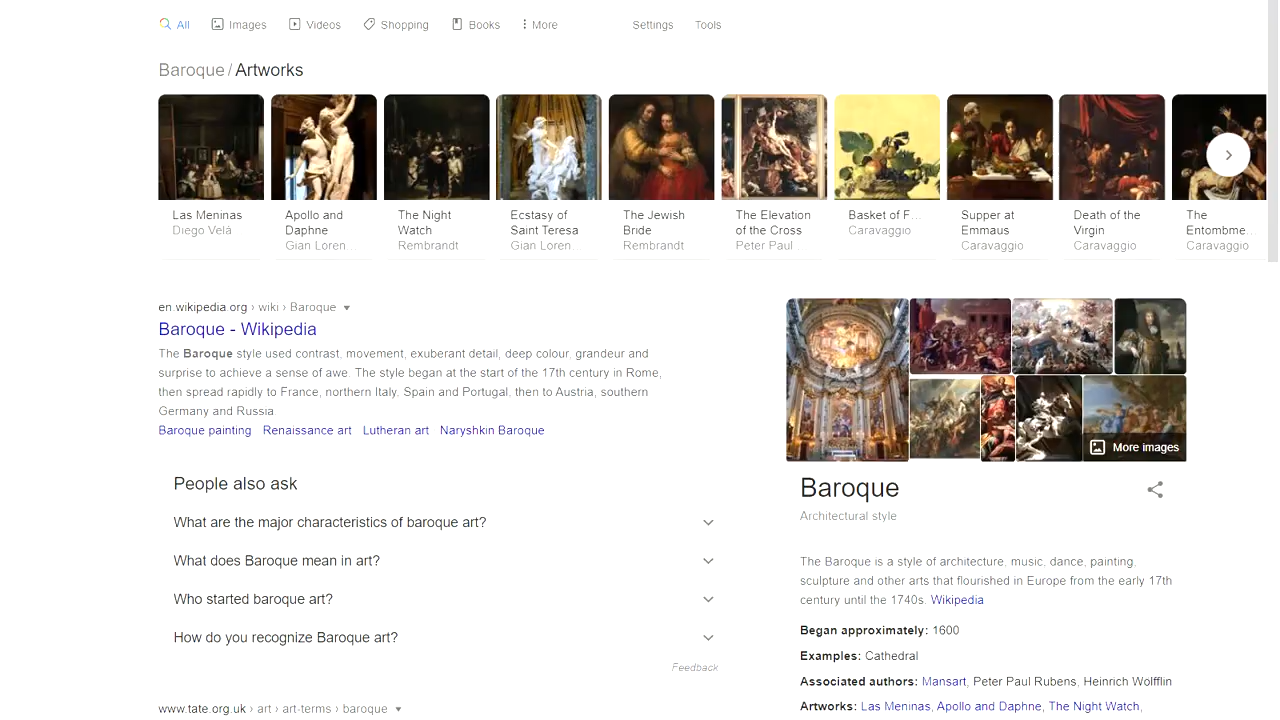 All Images Videos Shopping Books More Settings Tools
Baroque / Artworks
Las Meninas
Diego Velá
Apollo and
Daphne
Gian Loren...
The Night
Watch
Rembrandt
Ecstasy of
Saint Teresa
Gian Loren
The Jewish
Bride
Rembrandt
The Elevation
of the Cross
Peter Paul
Basket of F...
Caravaggio
Supper at
Emmaus
Caravaggio
Death of the
Virgin
Caravaggio
The
Entombme...
Caravaggio
en.wikipedia.org › wiki › Baroque
Baroque - Wikipedia
The Baroque style used contrast, movement, exuberant detail, deep colour, grandeur and
surprise to achieve a sense of awe. The style began at the start of the 17th century in Rome,
then spread rapidly to France, northern Italy, Spain and Portugal, then to Austria, southern
Germany and Russia.
Baroque painting Renaissance art Lutheran art Naryshkin Baroque
People also ask
What are the major characteristics of baroque art?
What does Baroque mean in art?
Who started baroque art?
How do you recognize Baroque art?
Feedback
www.tate.org.uk › art › art-terms › baroque
More images
Baroque
Architectural style
The Baroque is a style of architecture, music, dance, painting,
sculpture and other arts that flourished in Europe from the early 17th
century until the 1740s. Wikipedia
Began approximately: 1600
Examples: Cathedral
Associated authors: Mansart, Peter Paul Rubens, Heinrich Wolfflin
Artworks: Las Meninas, Apollo and Daphne, The Night Watch,